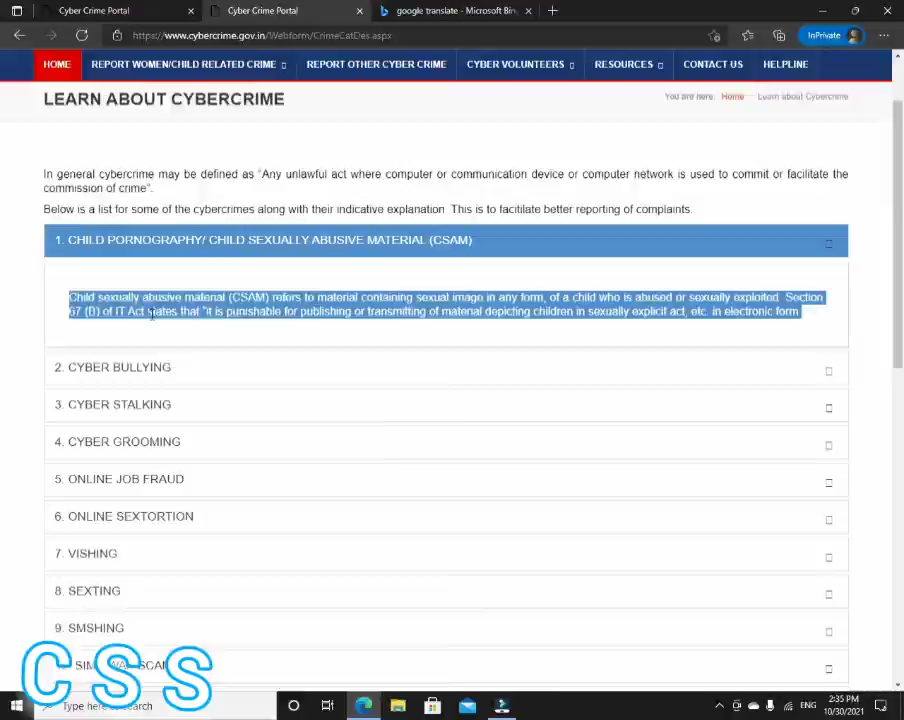 Cyber Crime Portal
Cyber Crime Portal
google translate - Microsoft Bin
https://www.cybercrime.gov.in/Webform/CrimeCatDes.aspx
InPrivate
HOME REPORT WOMEN/CHILD RELATED CRIME REPORT OTHER CYBER CRIME CYBER VOLUNTEERS RESOURCES CONTACT US HELPLINE
LEARN ABOUT CYBERCRIME
You are here: Home Learn about Cybercrime
In general cybercrime may be defined as "Any unlawful act where computer or communication device or computer network is used to commit or facilitate the
commission of crime".
Below is a list for some of the cybercrimes along with their indicative explanation. This is to facilitate better reporting of complaints.
1. CHILD PORNOGRAPHY/ CHILD SEXUALLY ABUSIVE MATERIAL (CSAM)
Child sexually abusive material (CSAM) refers to material containing sexual image in any form, of a child who is abused or sexually exploited. Section
67 (B) of IT Act states that "it is punishable for publishing or transmitting of material depicting children in sexually explicit act, etc. in electronic form
2. CYBER BULLYING
3. CYBER STALKING
4. CYBER GROOMING
5. ONLINE JOB FRAUD
6. ONLINE SEXTORTION
7. VISHING
8. SEXTING
9. SMSHING
SIM SWAP SCAM
CSS
Type here to search
2:35 PM
10/30/2021